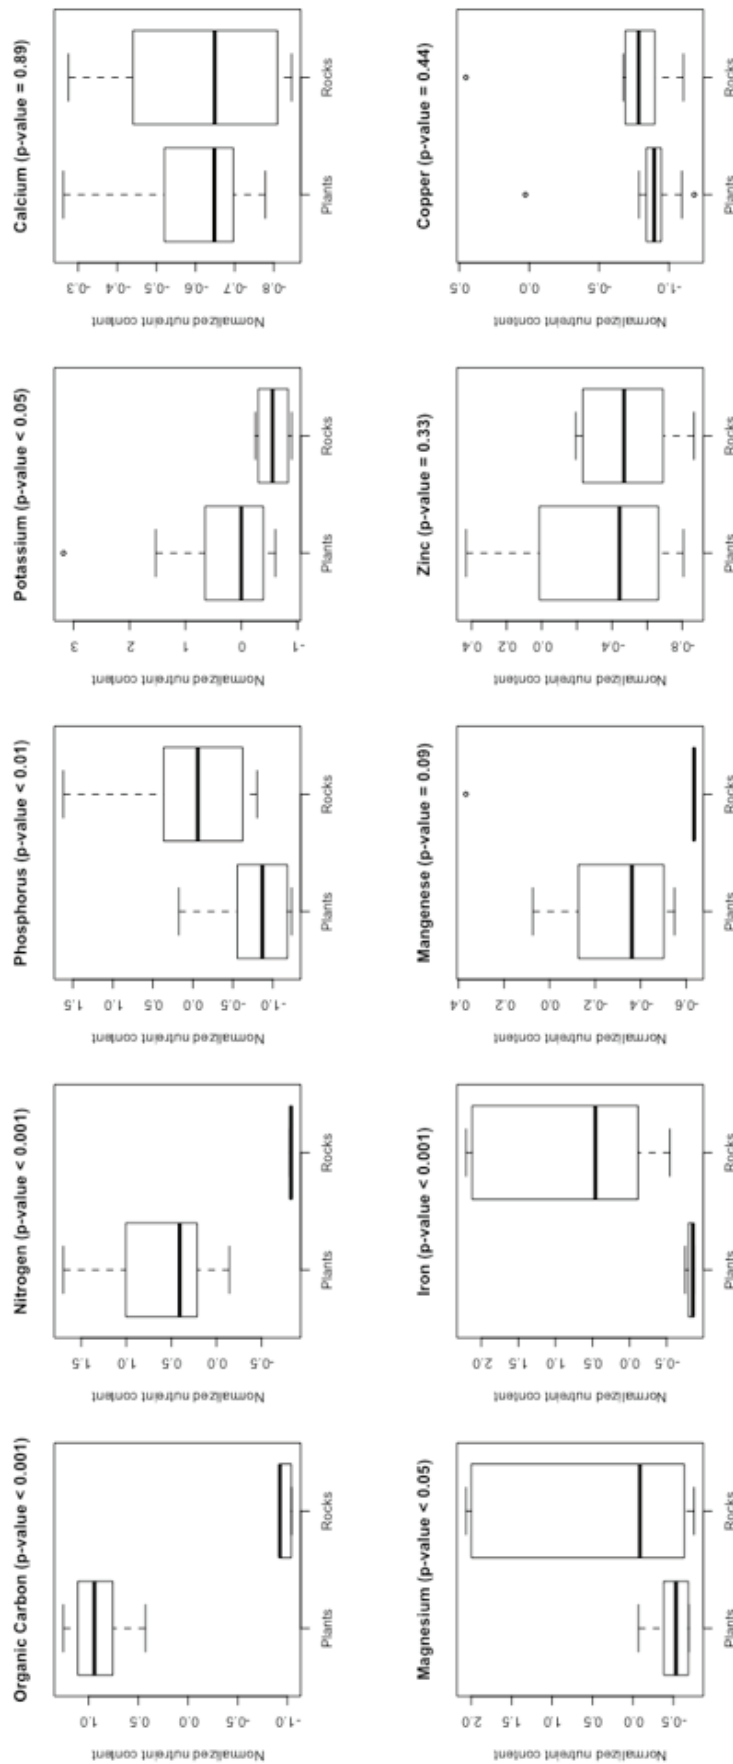 Organic Carbon (p-value < 0.001)
Normalized nutreint content
1.0
0.5
0.0
-0.5
-1.0
Plants Rocks
Nitrogen (p-value < 0.001)
Normalized nutreint content
1.5
1.0
0.5
0.0
-0.5
Plants Rocks
Phosphorus (p-value < 0.01)
Normalized nutreint content
1.5
1.0
0.5
0.0
-0.5
-1.0
Plants Rocks
Potassium (p-value < 0.05)
Normalized nutreint content
3
2
1
0
-1
Plants Rocks
Calcium (p-value = 0.89)
Normalized nutreint content
-0.3
-0.4
-0.5
-0.6
-0.7
-0.8
Plants Rocks
Magnesium (p-value < 0.05)
Normalized nutreint content
2.0
1.5
1.0
0.5
0.0
-0.5
Plants Rocks
Iron (p-value < 0.001)
Normalized nutreint content
2.0
1.5
1.0
0.5
0.0
-0.5
Plants Rocks
Mangenese (p-value = 0.09)
Normalized nutreint content
0.4
0.2
0.0
-0.2
-0.4
-0.6
Plants Rocks
Zinc (p-value = 0.33)
Normalized nutreint content
0.4
0.2
0.0
-0.4
-0.8
Plants Rocks
Copper (p-value = 0.44)
Normalized nutreint content
0.5
0.0
-0.5
-1.0
Plants Rocks